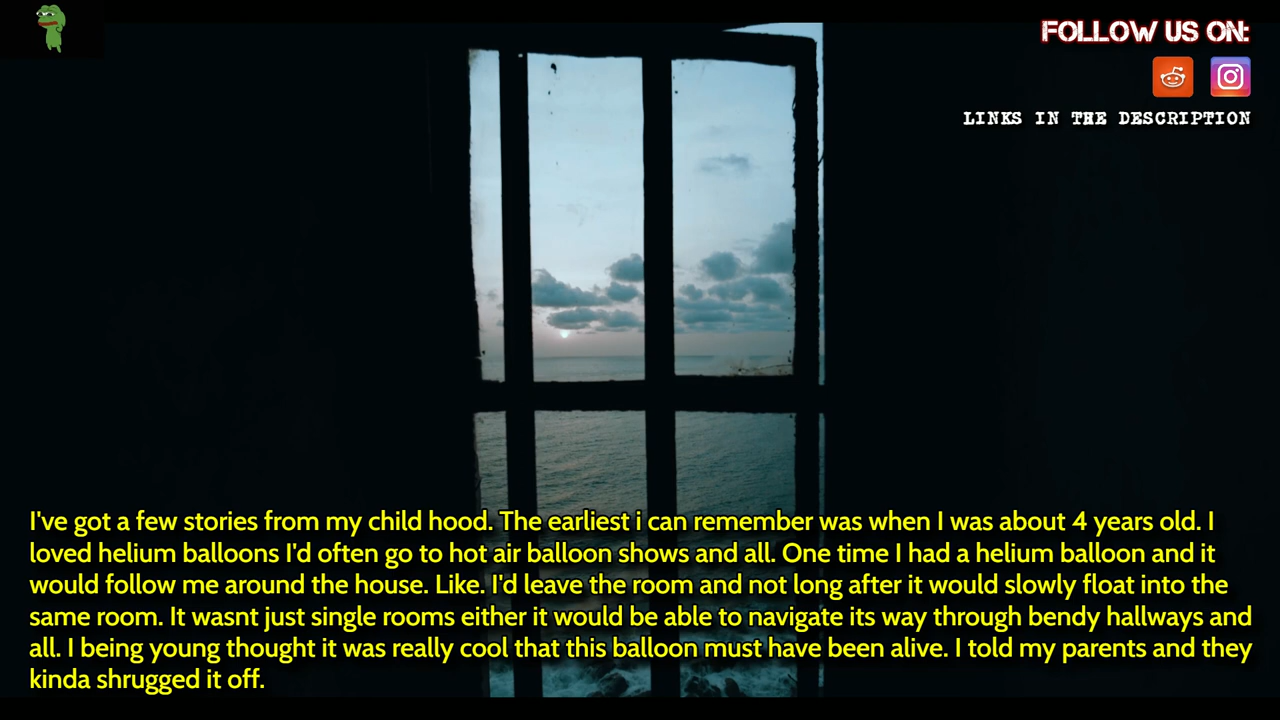 FOLLOW US ON:
LINKS IN THE DESCRIPTION
I've got a few stories from my child hood. The earliest i can remember was when I was about 4 years old. I
loved helium balloons I'd often go to hot air balloon shows and all. One time I had a helium balloon and it
would follow me around the house. Like. I'd leave the room and not long after it would slowly float into the
same room. It wasnt just single rooms either it would be able to navigate its way through bendy hallways and
all. I being young thought it was really cool that this balloon must have been alive. I told my parents and they
kinda shrugged it off.